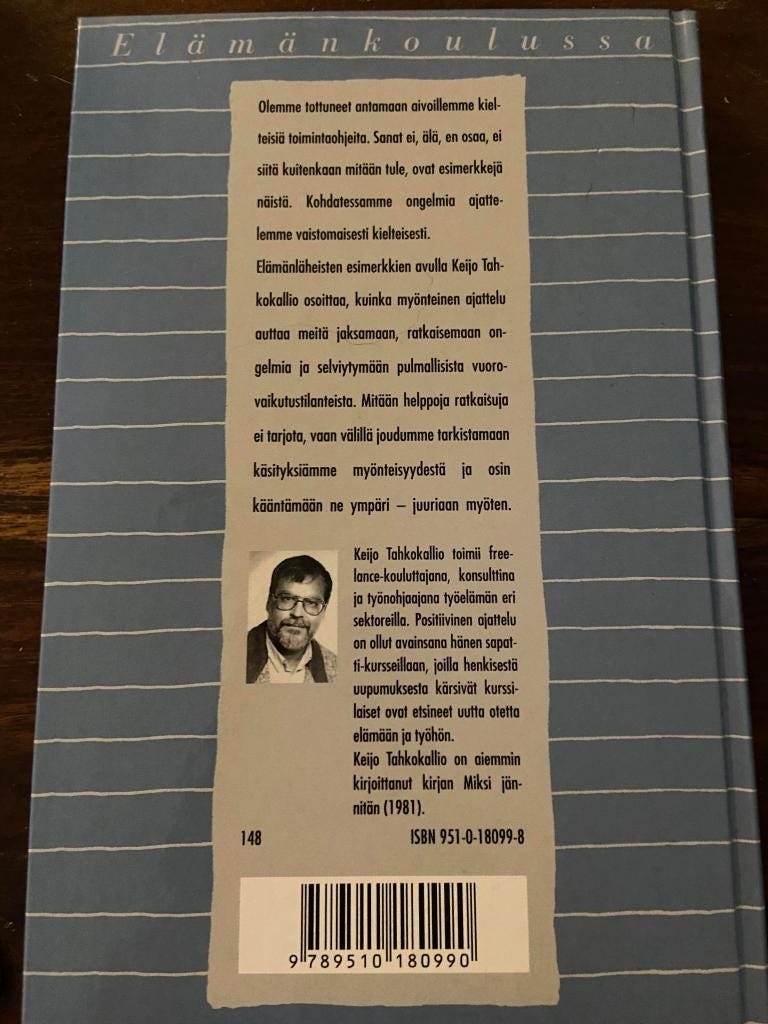 Elämänkoulussa
Olemme tottuneet antamaan aivoillemme kiel-
teisiä toimintaohjeita. Sanat ei, älä, en osaa, ei
siitä kuitenkaan mitään tule, ovat esimerkkejä
näistä. Kohdatessamme ongelmia ajatte-
lemme vaistomaisesti kielteisesti.
Elämänläheisten esimerkkien avulla Keijo Tah-
kokallio osoittaa, kuinka myönteinen ajattelu
auttaa meitä jaksamaan, ratkaisemaan on-
gelmia ja selviytymään pulmallisista vuoro-
vaikutustilanteista. Mitään helppoja ratkaisuja
ei tarjota, vaan välillä joudumme tarkistamaan
käsityksiämme myönteisyydestä ja osin
kääntämään ne ympäri – juuriaan myöten.
Keijo Tahkokallio toimii free-
lance-kouluttajana, konsulttina
ja työnohjaajana työelämän eri
sektoreilla. Positiivinen ajattelu
on ollut avainsana hänen sapat-
ti-kursseillaan, joilla henkisestä
uupumuksesta kärsivät kurssi-
laiset ovat etsineet uutta otetta
elämään ja työhön.
Keijo Tahkokallio on aiemmin
kirjoittanut kirjan Miksi jän-
nitän (1981).
148 ISBN 951-0-18099-8
9 789510 180990